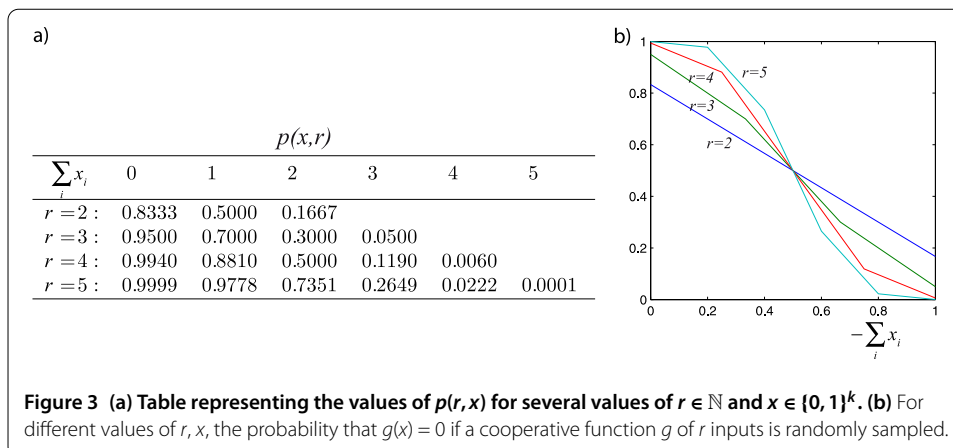 a)
p(x,r)
∑ᵢ xᵢ 0 1 2 3 4 5
r = 2 : 0.8333 0.5000 0.1667
r = 3 : 0.9500 0.7000 0.3000 0.0500
r = 4 : 0.9940 0.8810 0.5000 0.1190 0.0060
r = 5 : 0.9999 0.9778 0.7351 0.2649 0.0222 0.0001
b)
1
0.8
0.6
0.4
0.2
0
0 0.2 0.4 0.6 0.8 1
r=5
r=4
r=3
r=2
−∑ᵢ xᵢ
Figure 3 (a) Table representing the values of p(r, x) for several values of r ∈ ℕ and x ∈ {0, 1}ᵏ. (b) For
different values of r, x, the probability that g(x) = 0 if a cooperative function g of r inputs is randomly sampled.